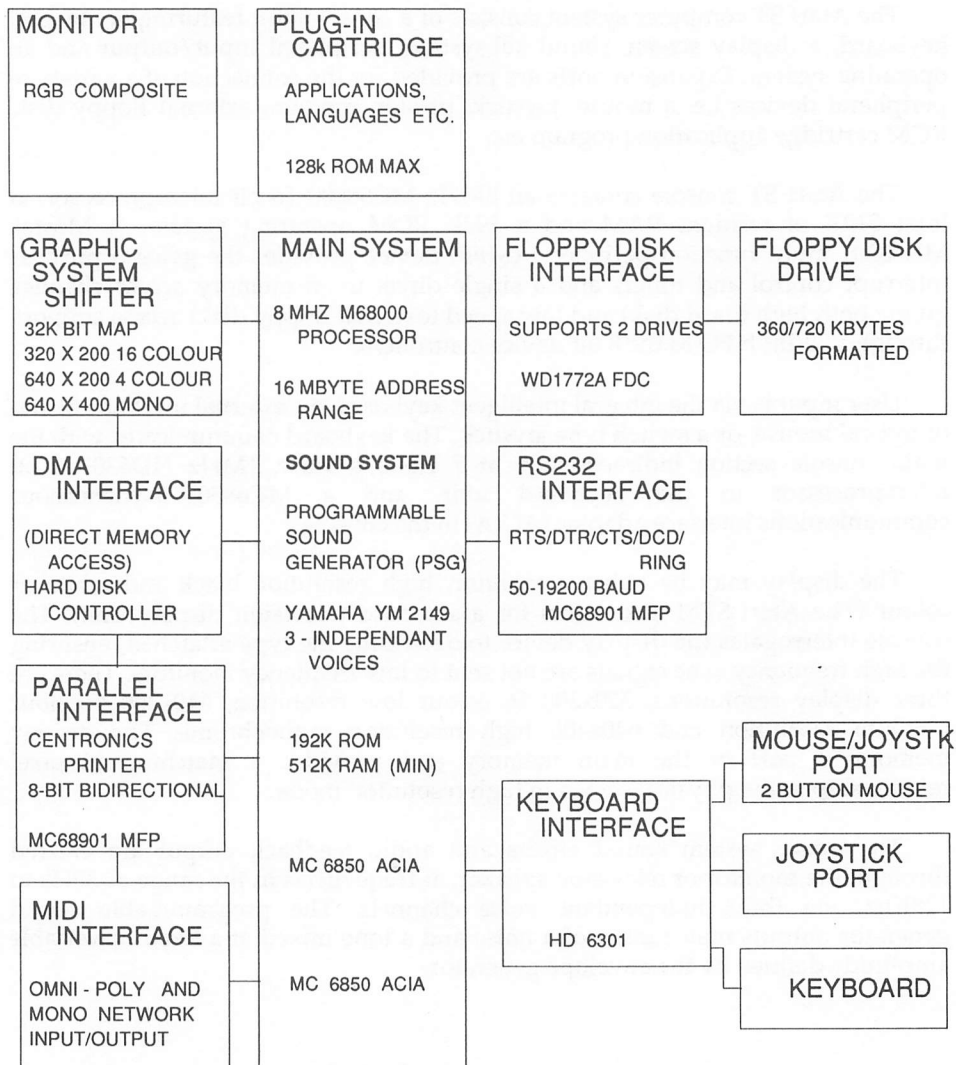 MONITOR
RGB COMPOSITE
PLUG-IN
CARTRIDGE
APPLICATIONS,
LANGUAGES ETC.
128k ROM MAX
GRAPHIC
SYSTEM
SHIFTER
32K BIT MAP
320 X 200 16 COLOUR
640 X 200 4 COLOUR
640 X 400 MONO
DMA
INTERFACE
(DIRECT MEMORY
ACCESS)
HARD DISK
CONTROLLER
PARALLEL
INTERFACE
CENTRONICS
PRINTER
8-BIT BIDIRECTIONAL
MC68901 MFP
MIDI
INTERFACE
OMNI - POLY AND
MONO NETWORK
INPUT/OUTPUT
MAIN SYSTEM
8 MHZ M68000
PROCESSOR
16 MBYTE ADDRESS
RANGE
SOUND SYSTEM
PROGRAMMABLE
SOUND
GENERATOR (PSG)
YAMAHA YM 2149
3 - INDEPENDANT
VOICES
192K ROM
512K RAM (MIN)
MC 6850 ACIA
MC 6850 ACIA
FLOPPY DISK
INTERFACE
SUPPORTS 2 DRIVES
WD1772A FDC
RS232
INTERFACE
RTS/DTR/CTS/DCD/
RING
50-19200 BAUD
MC68901 MFP
KEYBOARD
INTERFACE
HD 6301
FLOPPY DISK
DRIVE
360/720 KBYTES
FORMATTED
MOUSE/JOYSTK
PORT
2 BUTTON MOUSE
JOYSTICK
PORT
KEYBOARD